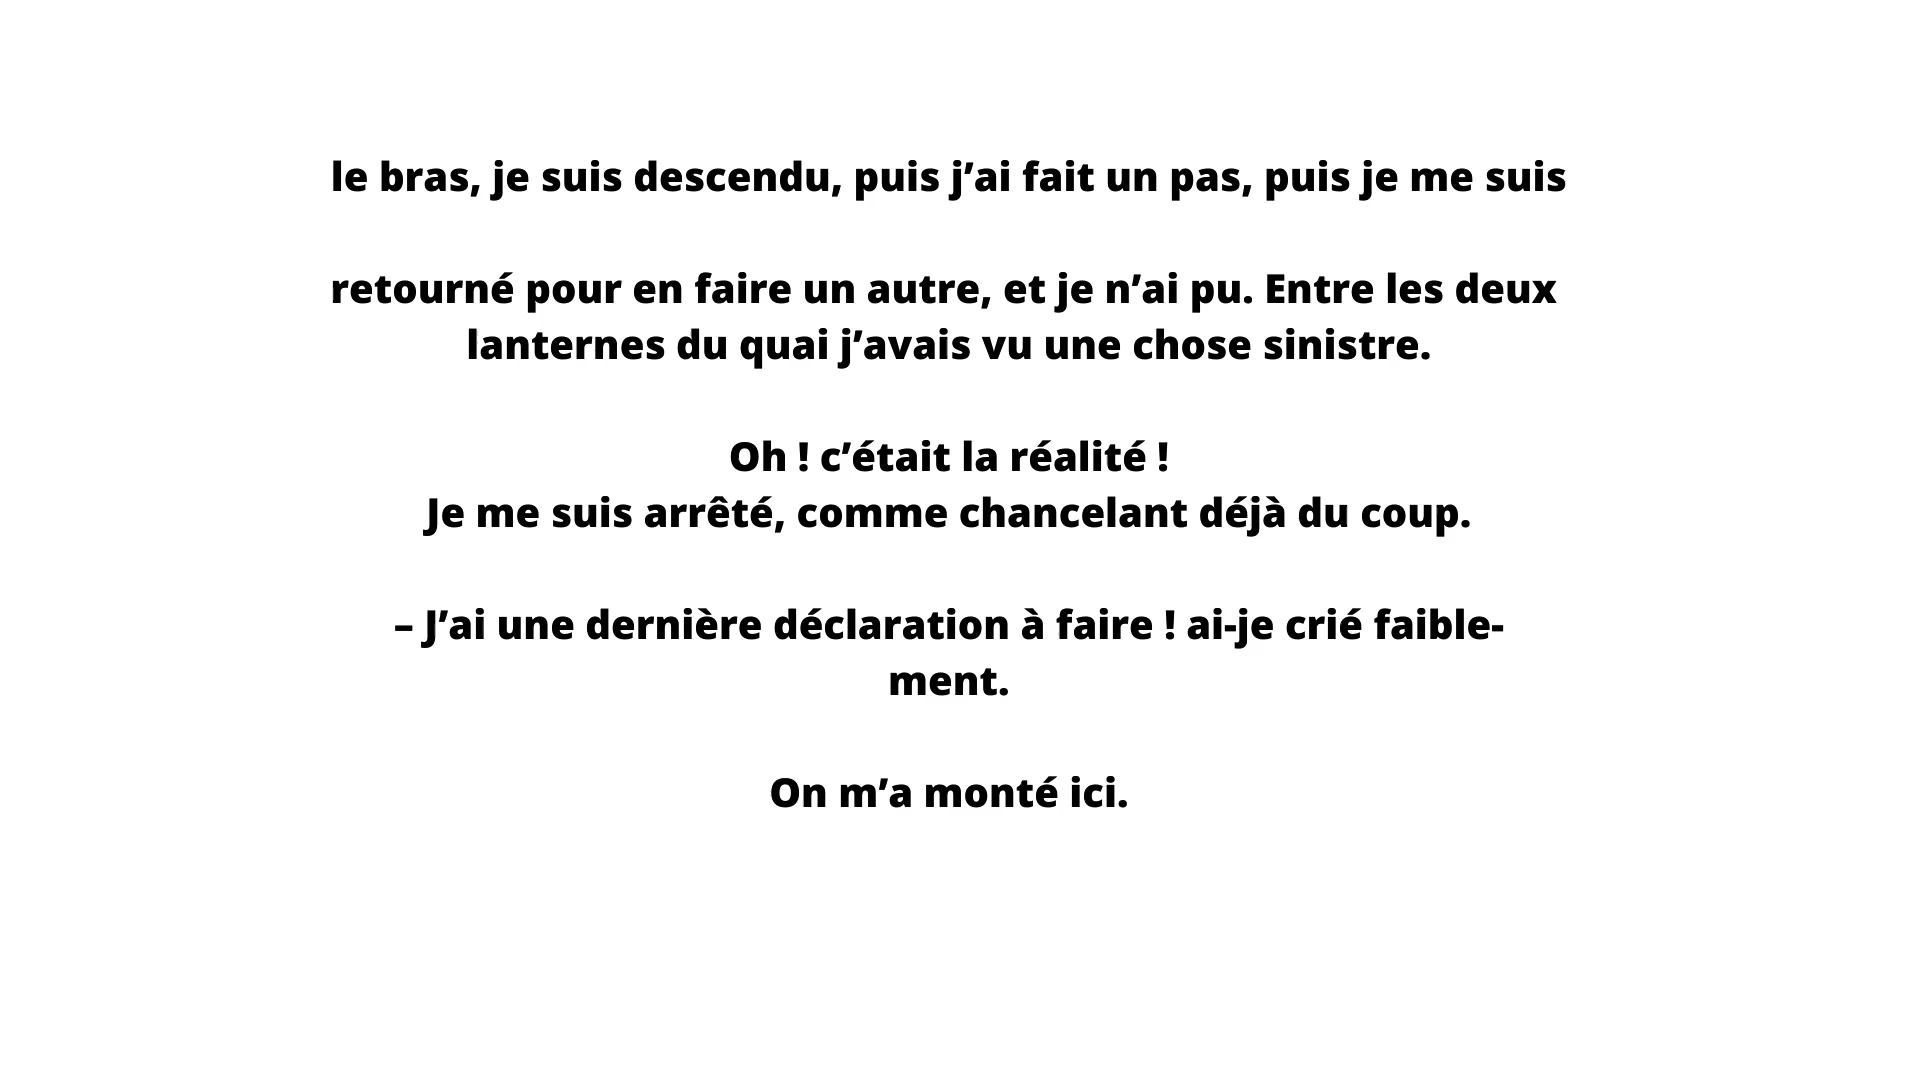 le bras, je suis descendu, puis j’ai fait un pas, puis je me suis
retourné pour en faire un autre, et je n’ai pu. Entre les deux
lanternes du quai j’avais vu une chose sinistre.
Oh ! c’était la réalité !
Je me suis arrêté, comme chancelant déjà du coup.
– J’ai une dernière déclaration à faire ! ai-je crié faible-
ment.
On m’a monté ici.